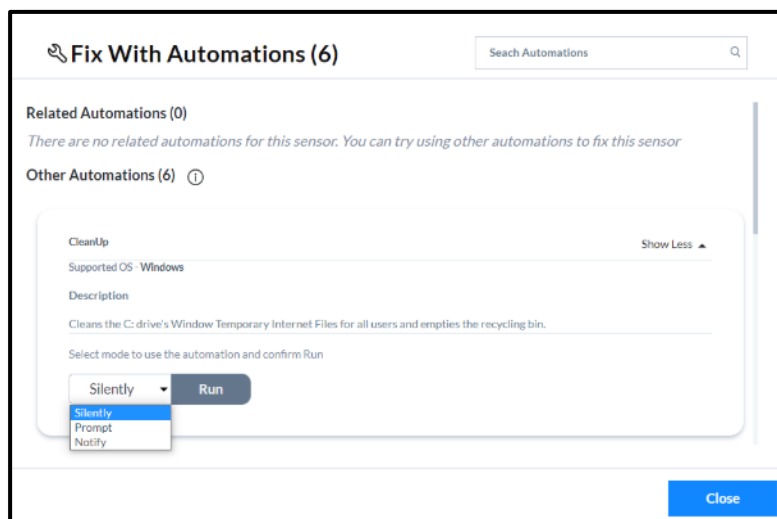 Fix With Automations (6)
Seach Automations
Related Automations (0)
There are no related automations for this sensor. You can try using other automations to fix this sensor
Other Automations (6)
CleanUp
Show Less
Supported OS - Windows
Description
Cleans the C: drive's Window Temporary Internet Files for all users and empties the recycling bin.
Select mode to use the automation and confirm Run
Silently
Run
Silently
Prompt
Notify
Close